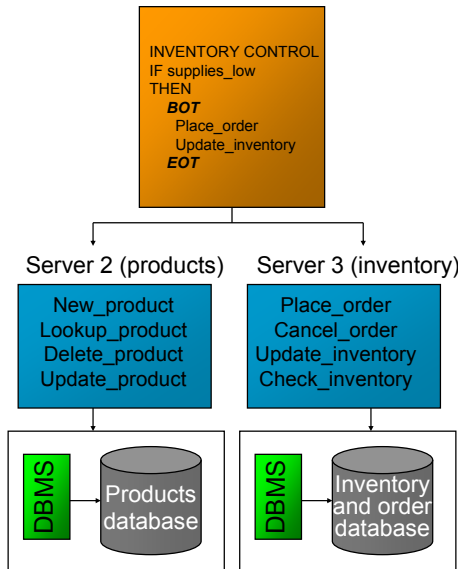 INVENTORY CONTROL
IF supplies_low
THEN
BOT
Place_order
Update_inventory
EOT
Server 2 (products)
New_product
Lookup_product
Delete_product
Update_product
DBMS
Products
database
Server 3 (inventory)
Place_order
Cancel_order
Update_inventory
Check_inventory
DBMS
Inventory
and order
database